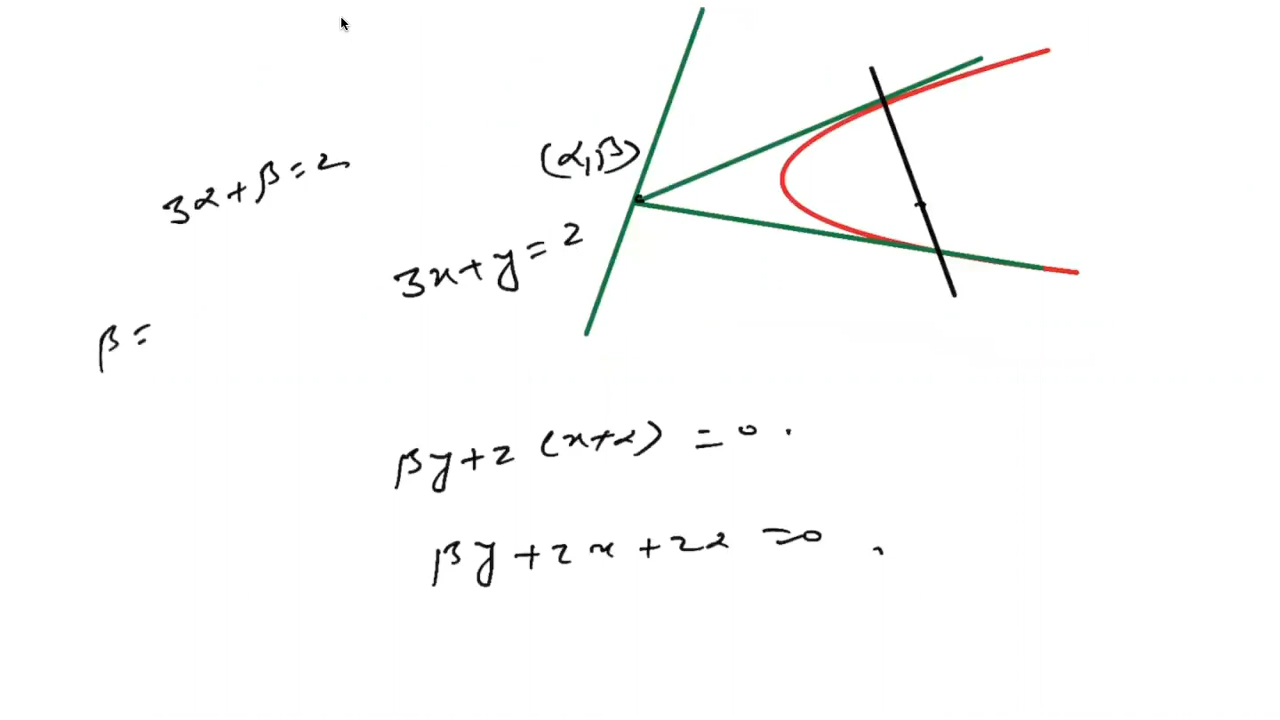 (α,β)
3α+β=2
3x+y=2
β=
βy+2(x+α)=0.
βy+2x+2α=0,